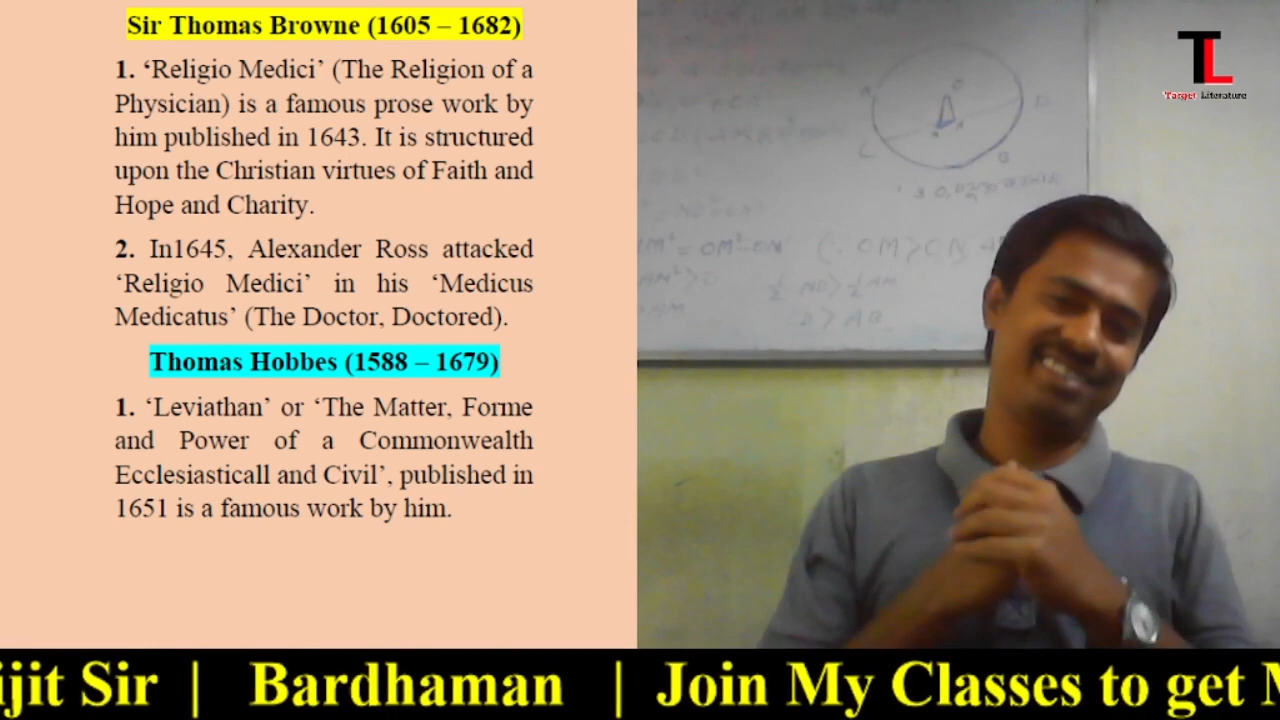 Sir Thomas Browne (1605 – 1682)
1. ‘Religio Medici’ (The Religion of a
Physician) is a famous prose work by
him published in 1643. It is structured
upon the Christian virtues of Faith and
Hope and Charity.
2. In1645, Alexander Ross attacked
‘Religio Medici’ in his ‘Medicus
Medicatus’ (The Doctor, Doctored).
Thomas Hobbes (1588 – 1679)
1. ‘Leviathan’ or ‘The Matter, Forme
and Power of a Commonwealth
Ecclesiasticall and Civil’, published in
1651 is a famous work by him.
TL
Target Literature
ijit Sir | Bardhaman | Join My Classes to get M